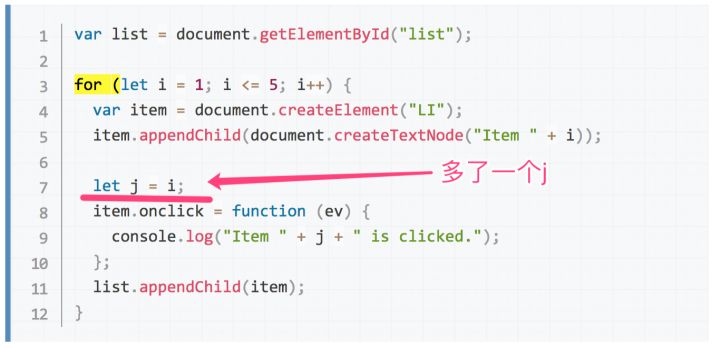 1 var list = document.getElementById("list");
2
3 for (let i = 1; i <= 5; i++) {
4   var item = document.createElement("LI");
5   item.appendChild(document.createTextNode("Item " + i));
6
7   let j = i; 多了一个j
8   item.onclick = function (ev) {
9     console.log("Item " + j + " is clicked.");
10   };
11   list.appendChild(item);
12 }